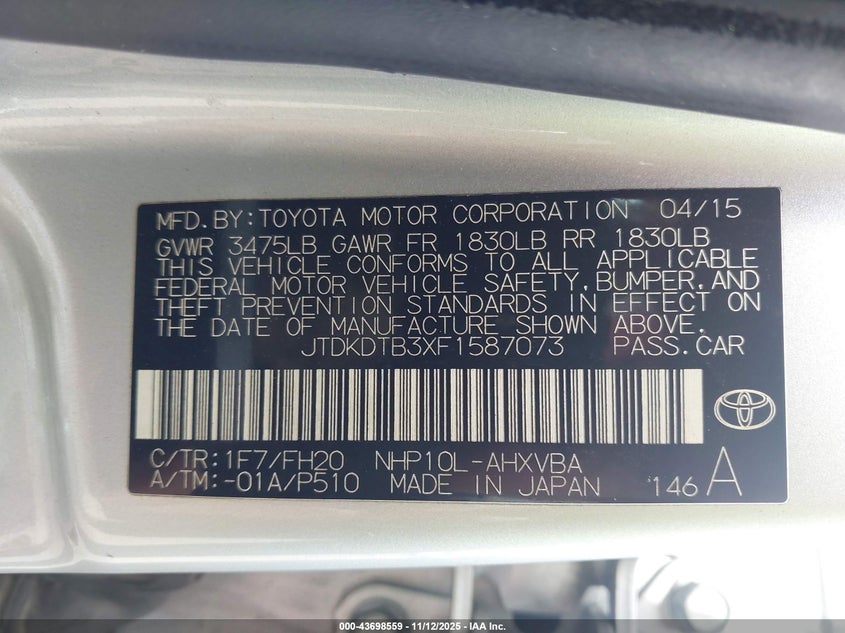 MFD.BY:TOYOTA MOTOR CORPORATION 04/15
GVWR 3475LB GAWR FR 1830LB RR 1830LB
THIS VEHICLE CONFORMS TO ALL APPLICABLE
FEDERAL MOTOR VEHICLE SAFETY,BUMPER,AND
THEFT PREVENTION STANDARDS IN EFFECT ON
THE DATE OF MANUFACTURE SHOWN ABOVE.
JTDKDTB3XF1587073 PASS.CAR
C/TR:1F7/FH20 NHP10L-AHXVBA
A/TM:-01A/P510 MADE IN JAPAN 146 A
000-43698559 - 11/12/2025 - IAA Inc.